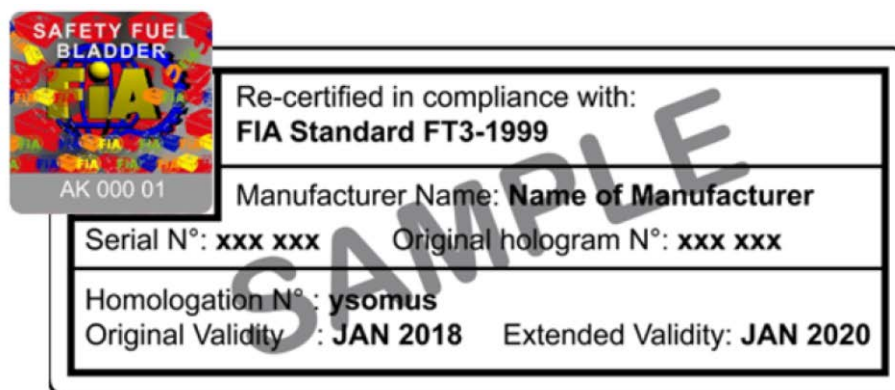 SAFETY FUEL
BLADDER
FiA
AK 000 01
Re-certified in compliance with:
FIA Standard FT3-1999
Manufacturer Name: Name of Manufacturer
Serial N°: xxx xxx Original hologram N°: xxx xxx
Homologation N° : ysomus
Original Validity : JAN 2018 Extended Validity: JAN 2020
SAMPLE